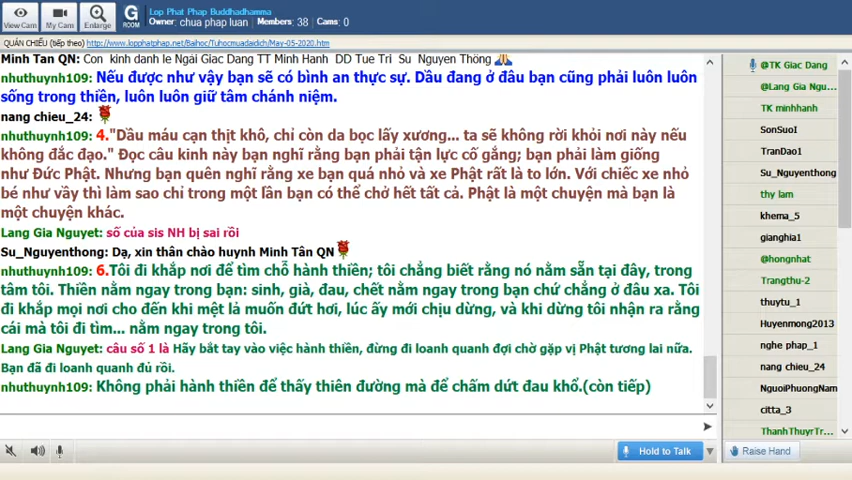 View Cam
My Cam
Enlarge
G
ROOM
Lop Phat Phap Buddhadhamma
Owner: chua phap luan   Members: 38   Cams: 0
QUÁN CHIẾU (tiếp theo) http://www.lopphatphap.net/Baihoc/Tuhocmuadaidich/May-05-2020.htm
Minh Tan QN: Con kinh danh le Ngài Giac Dang TT Minh Hanh DD Tue Tri Su Nguyen Thông 🙏
nhuthuynh109: Nếu được như vậy bạn sẽ có bình an thực sự. Dầu đang ở đâu bạn cũng phải luôn luôn
sống trong thiền, luôn luôn giữ tâm chánh niệm.
nang chieu_24: 🌹
nhuthuynh109: 4."Dầu máu cạn thịt khô, chỉ còn da bọc lấy xương... ta sẽ không rời khỏi nơi này nếu
không đắc đạo." Đọc câu kinh này bạn nghĩ rằng bạn phải tận lực cố gắng; bạn phải làm giống
như Đức Phật. Nhưng bạn quên nghĩ rằng xe bạn quá nhỏ và xe Phật rất là to lớn. Với chiếc xe nhỏ
bé như vầy thì làm sao chỉ trong một lần bạn có thể chở hết tất cả. Phật là một chuyện mà bạn là
một chuyện khác.
Lang Gia Nguyet: số của sis NH bị sai rồi
Su_Nguyenthong: Dạ, xin thân chào huynh Minh Tân QN 🌹
nhuthuynh109: 6.Tôi đi khắp nơi để tìm chỗ hành thiền; tôi chẳng biết rằng nó nằm sẵn tại đây, trong
tâm tôi. Thiền nằm ngay trong bạn: sinh, già, đau, chết nằm ngay trong bạn chứ chẳng ở đâu xa. Tôi
đi khắp mọi nơi cho đến khi mệt lả muốn đứt hơi, lúc ấy mới chịu dừng, và khi dừng tôi nhận ra rằng
cái mà tôi đi tìm... nằm ngay trong tôi.
Lang Gia Nguyet: câu số 1 là Hãy bắt tay vào việc hành thiền, đừng đi loanh quanh đợi chờ gặp vị Phật tương lai nữa.
Bạn đã đi loanh quanh đủ rồi.
nhuthuynh109: Không phải hành thiền để thấy thiên đường mà để chấm dứt đau khổ.(còn tiếp)
Hold to Talk
@TK Giac Dang
@Lang Gia Ngu...
TK minhhanh
SonSuoI
TranDao1
Su_Nguyenthong
thy lam
khema_5
gianghia1
@hongnhat
Trangthu-2
thuytu_1
Huyenmong2013
nghe phap_1
nang chieu_24
NguoiPhuongNam
citta_3
ThanhThuyrTr...
Raise Hand